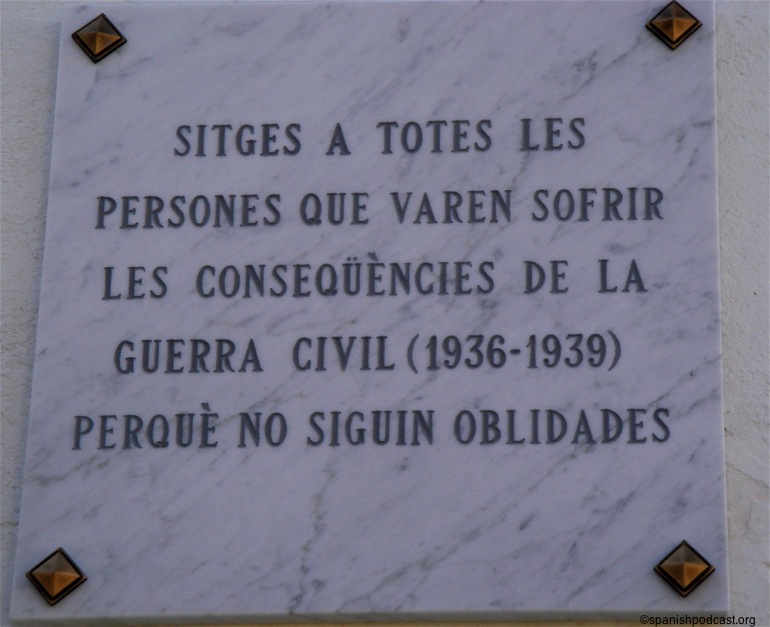 SITGES A TOTES LES
PERSONES QUE VAREN SOFRIR
LES CONSEQÜÈNCIES DE LA
GUERRA CIVIL (1936-1939)
PERQUÈ NO SIGUIN OBLIDADES
©spanishpodcast.org